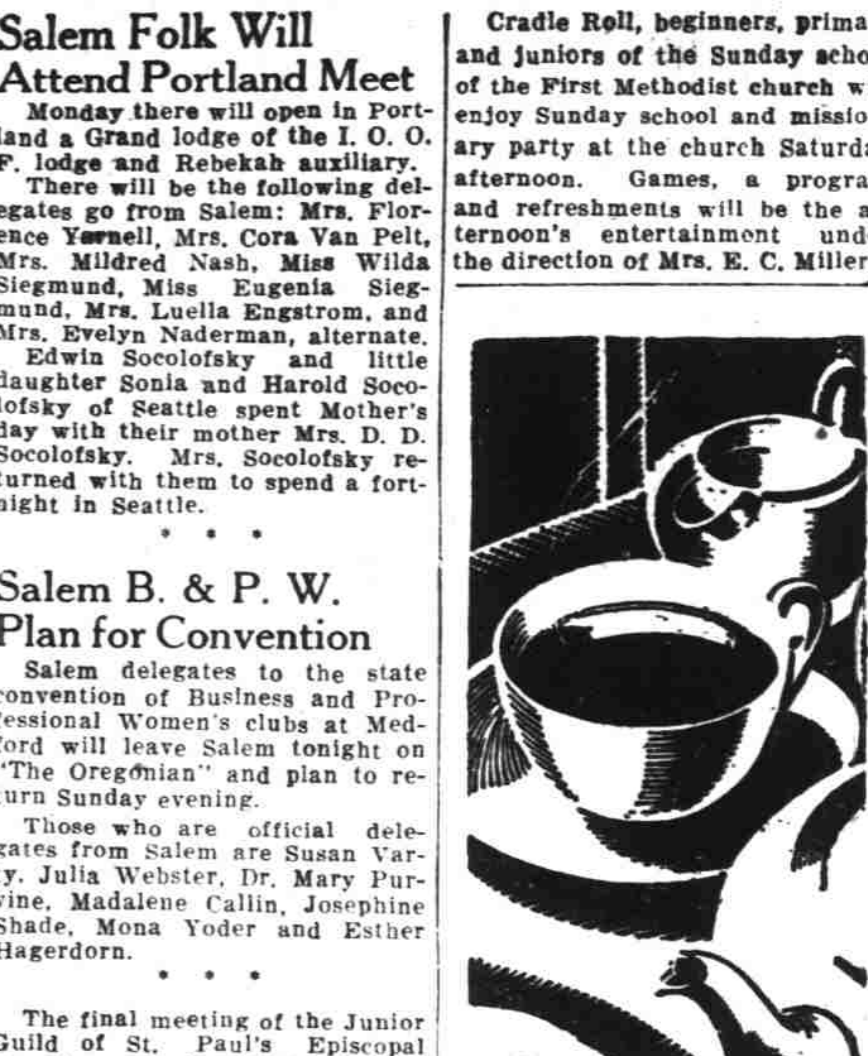 Salem Folk Will
Attend Portland Meet
Monday there will open in Port-
land a Grand lodge of the I. O. O.
F. lodge and Rebekah auxiliary.
There will be the following del-
egates go from Salem: Mrs. Flor-
ence Yarnell, Mrs. Cora Van Pelt,
Mrs. Mildred Nash, Miss Wilda
Siegmund, Miss Eugenia Sieg-
mund, Mrs. Luella Engstrom, and
Mrs. Evelyn Naderman, alternate.
Edwin Socolofsky and little
daughter Sonia and Harold Soco-
lofsky of Seattle spent Mother's
day with their mother Mrs. D. D.
Socolofsky. Mrs. Socolofsky re-
turned with them to spend a fort-
night in Seattle.
* * *
Salem B. & P. W.
Plan for Convention
Salem delegates to the state
convention of Business and Pro-
fessional Women's clubs at Med-
ford will leave Salem tonight on
"The Oregonian" and plan to re-
turn Sunday evening.
Those who are official dele-
gates from Salem are Susan Var-
ty, Julia Webster, Dr. Mary Pur-
vine, Madalene Callin, Josephine
Shade, Mona Yoder and Esther
Hagerdorn.
* * *
The final meeting of the Junior
Guild of St. Paul's Episcopal
Cradle Roll, beginners, prima
and juniors of the Sunday scho
of the First Methodist church w
enjoy Sunday school and missio
ary party at the church Saturda
afternoon. Games, a progra
and refreshments will be the a
ternoon's entertainment und
the direction of Mrs. E. C. Miller